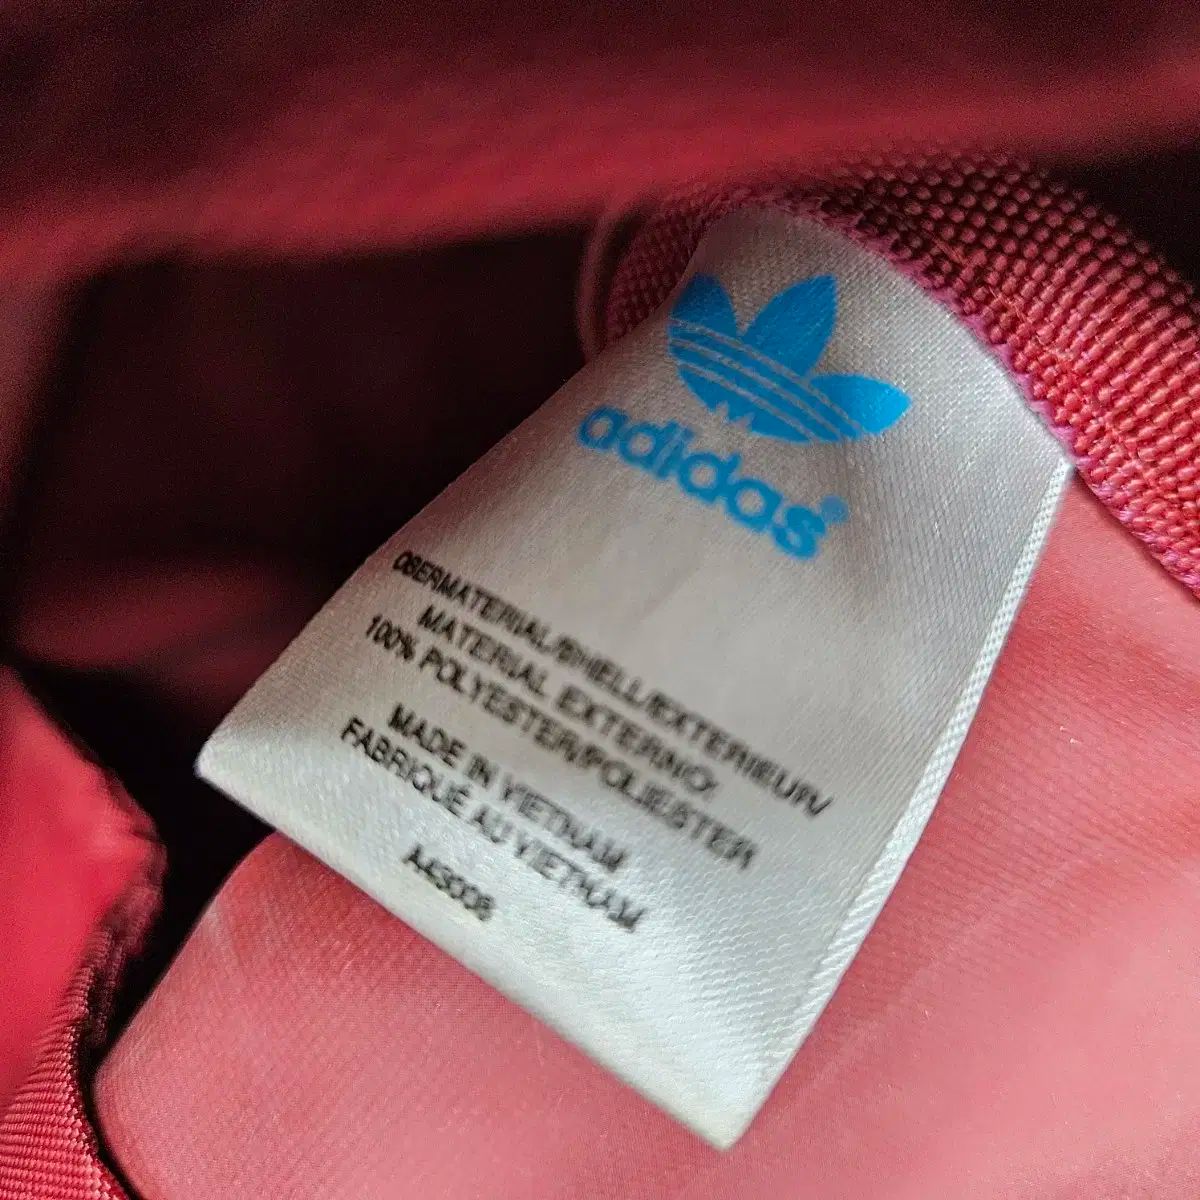 adidas®
OBERMATERIAL/SHELL/EXTERIEUR/
MATERIAL EXTERNO:
100% POLYESTER/POLIESTER
MADE IN VIETNAM
FABRIQUÉ AU VIETNAM